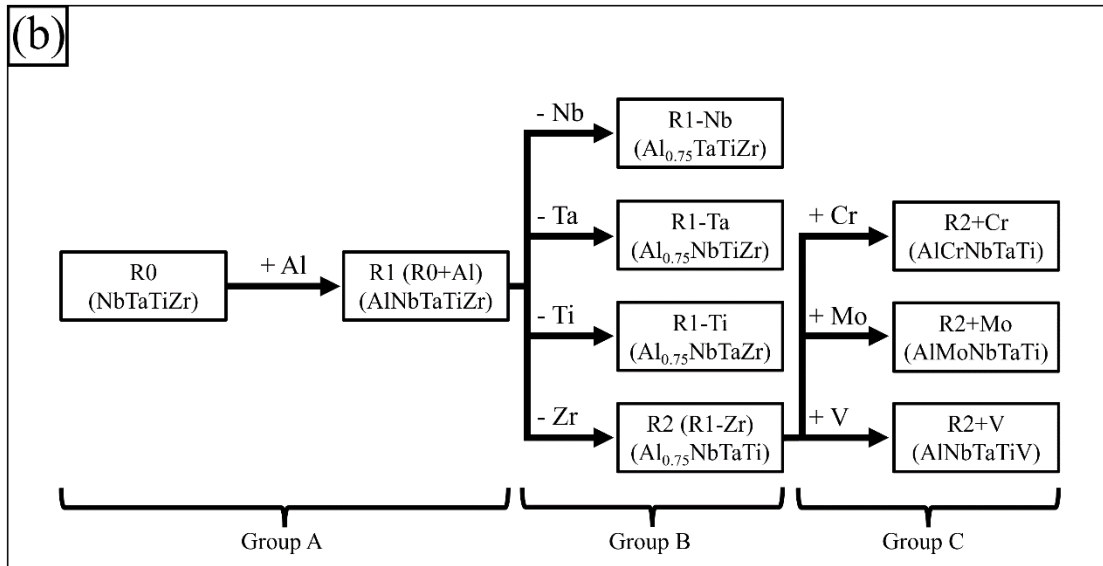 (b)
R0
(NbTaTiZr)
+ Al
R1 (R0+Al)
(AlNbTaTiZr)
- Nb
R1-Nb
(Al₀.₇₅TaTiZr)
- Ta
R1-Ta
(Al₀.₇₅NbTiZr)
- Ti
R1-Ti
(Al₀.₇₅NbTaZr)
- Zr
R2 (R1-Zr)
(Al₀.₇₅NbTaTi)
+ Cr
R2+Cr
(AlCrNbTaTi)
+ Mo
R2+Mo
(AlMoNbTaTi)
+ V
R2+V
(AlNbTaTiV)
Group A
Group B
Group C